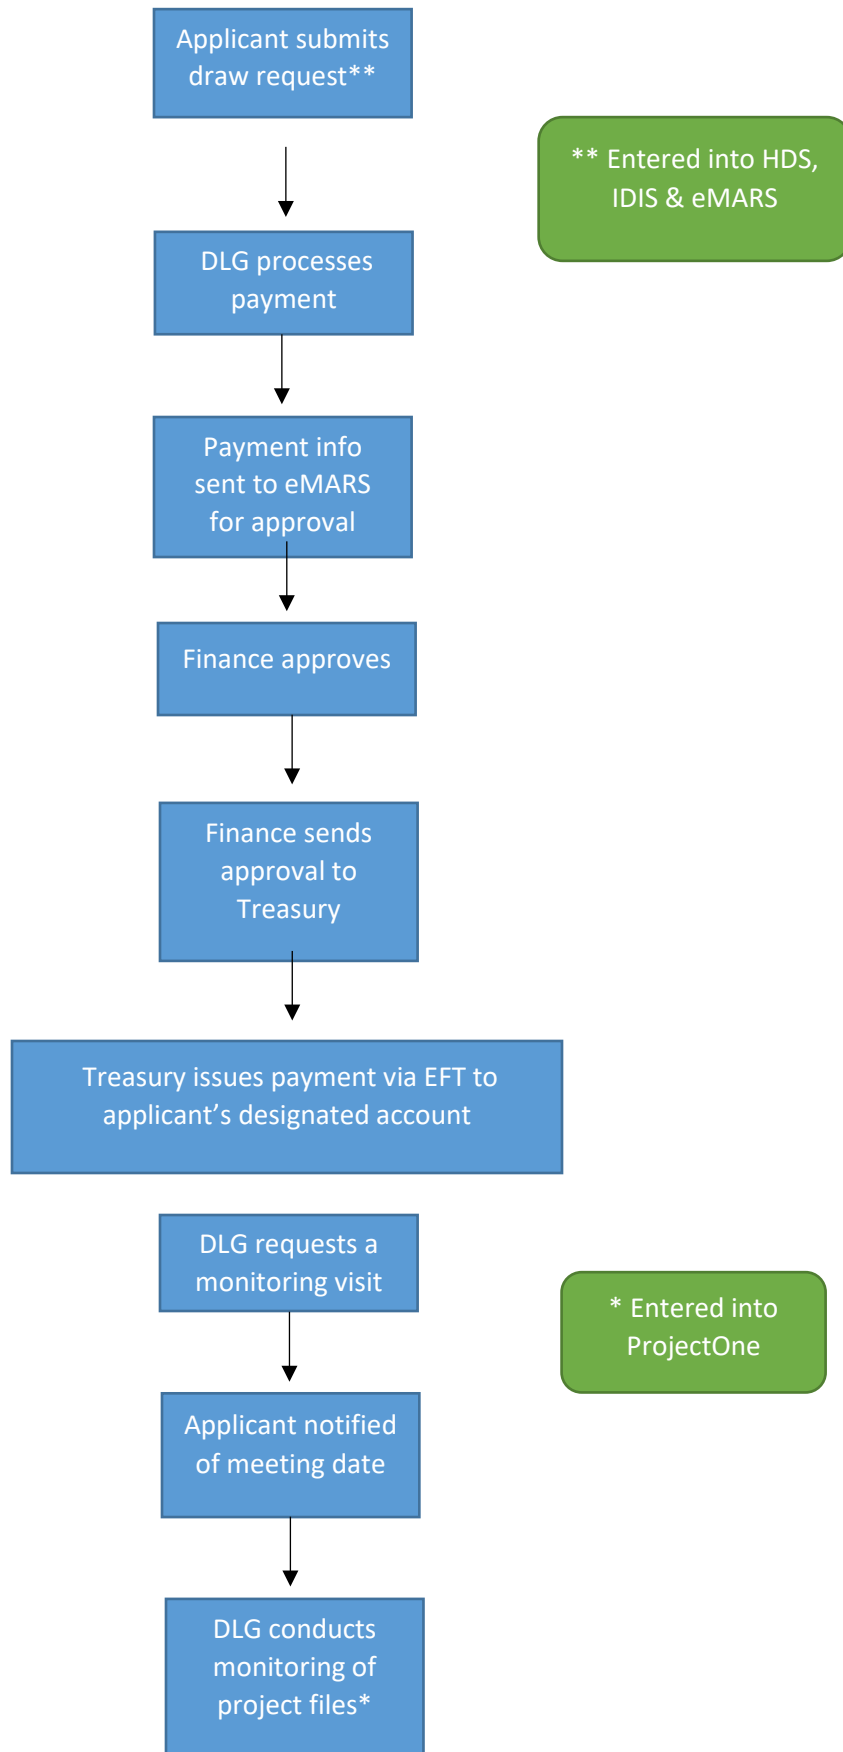 Applicant submits
draw request**
** Entered into HDS,
IDIS & eMARS
DLG processes
payment
Payment info
sent to eMARS
for approval
Finance approves
Finance sends
approval to
Treasury
Treasury issues payment via EFT to
applicant’s designated account
DLG requests a
monitoring visit
* Entered into
ProjectOne
Applicant notified
of meeting date
DLG conducts
monitoring of
project files*